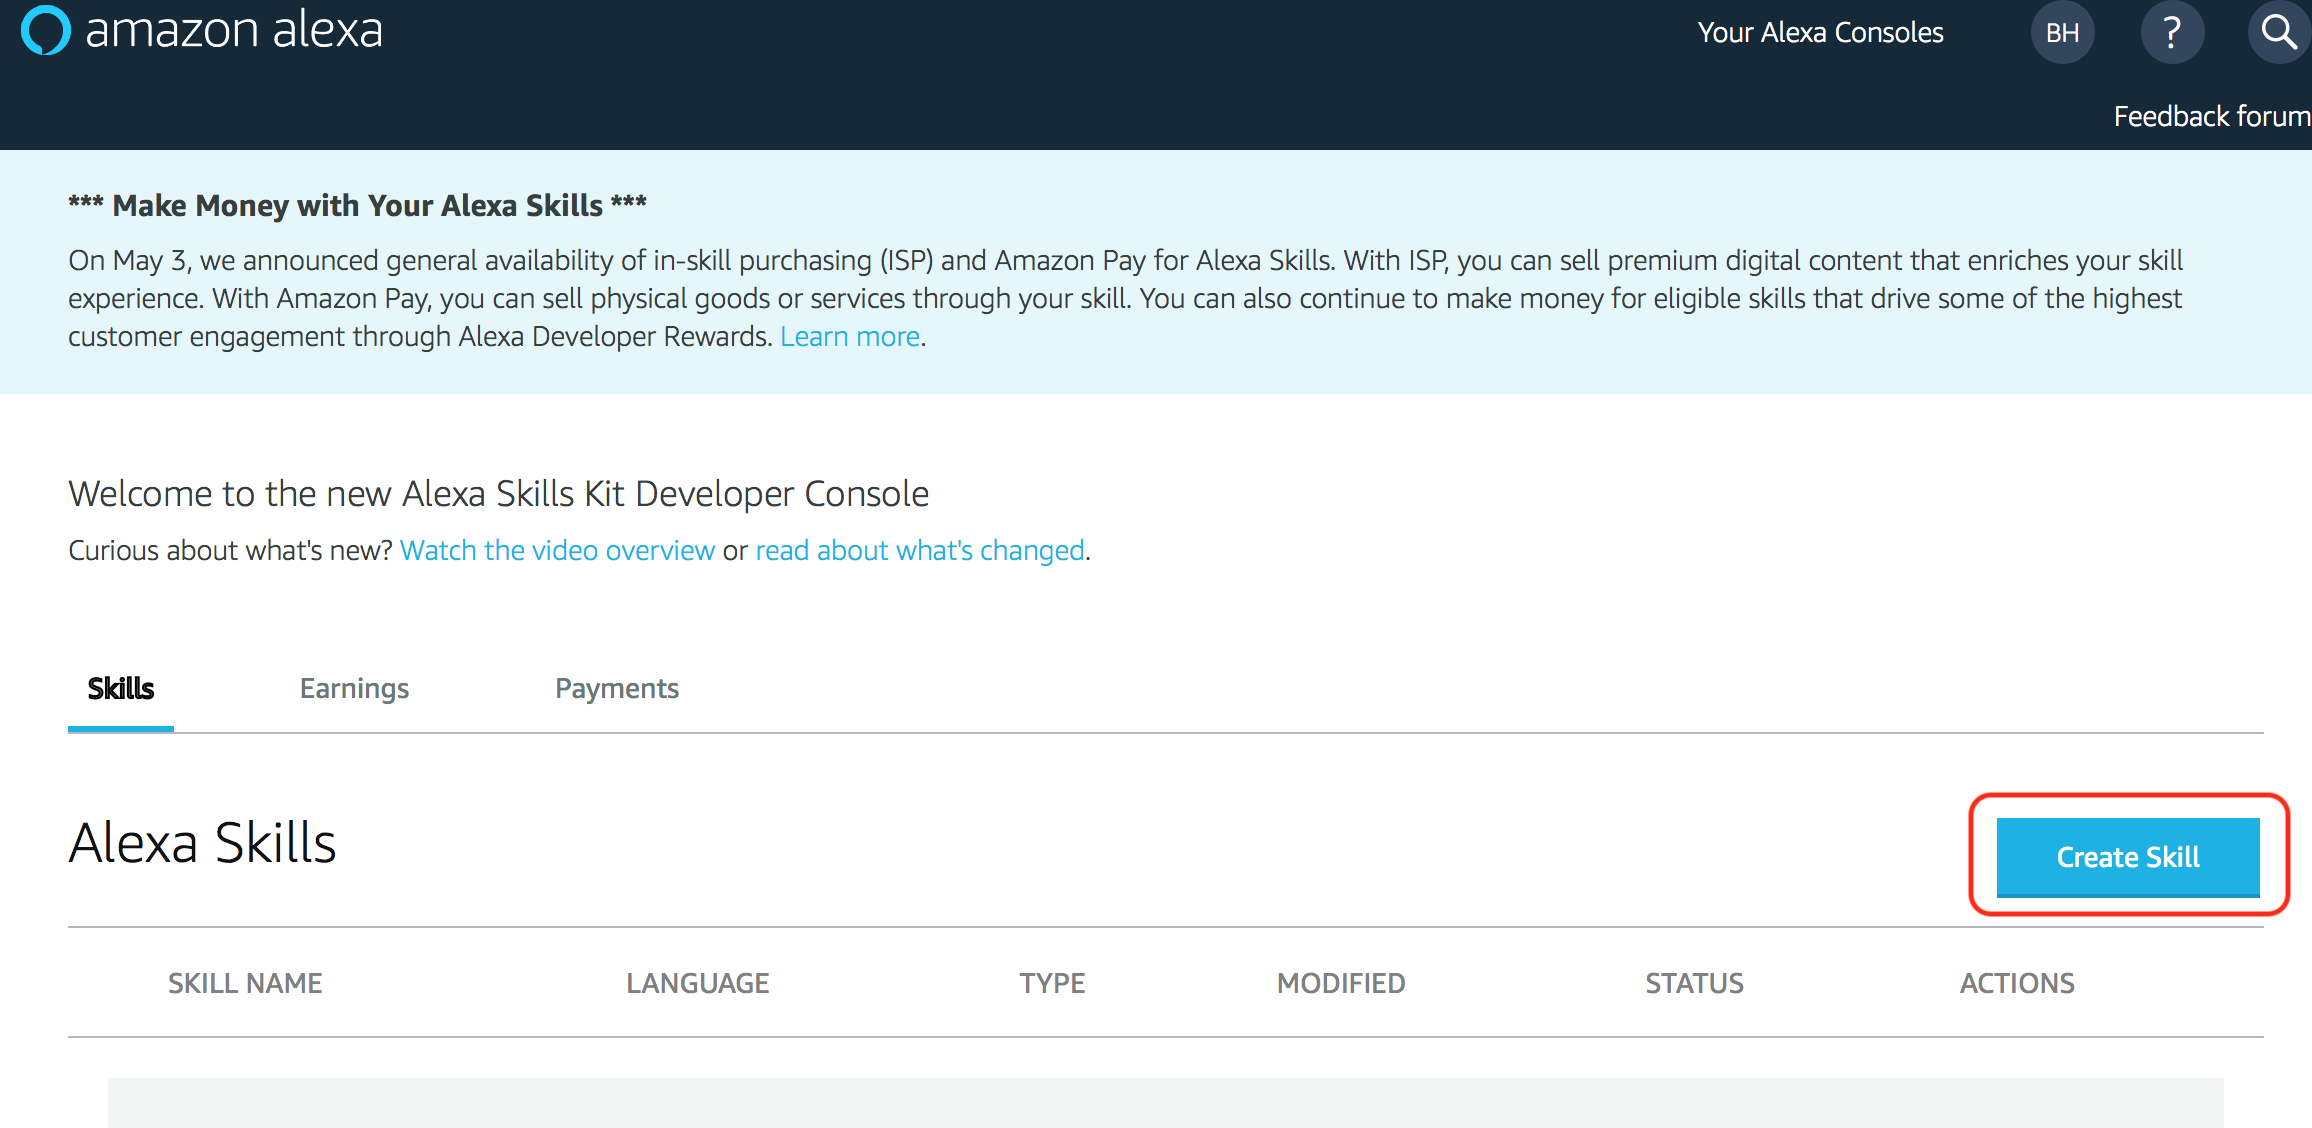 amazon alexa
Your Alexa Consoles
BH
?
Feedback forum
*** Make Money with Your Alexa Skills ***
On May 3, we announced general availability of in-skill purchasing (ISP) and Amazon Pay for Alexa Skills. With ISP, you can sell premium digital content that enriches your skill
experience. With Amazon Pay, you can sell physical goods or services through your skill. You can also continue to make money for eligible skills that drive some of the highest
customer engagement through Alexa Developer Rewards. Learn more.
Welcome to the new Alexa Skills Kit Developer Console
Curious about what's new? Watch the video overview or read about what's changed.
Skills
Earnings
Payments
Alexa Skills
Create Skill
SKILL NAME
LANGUAGE
TYPE
MODIFIED
STATUS
ACTIONS